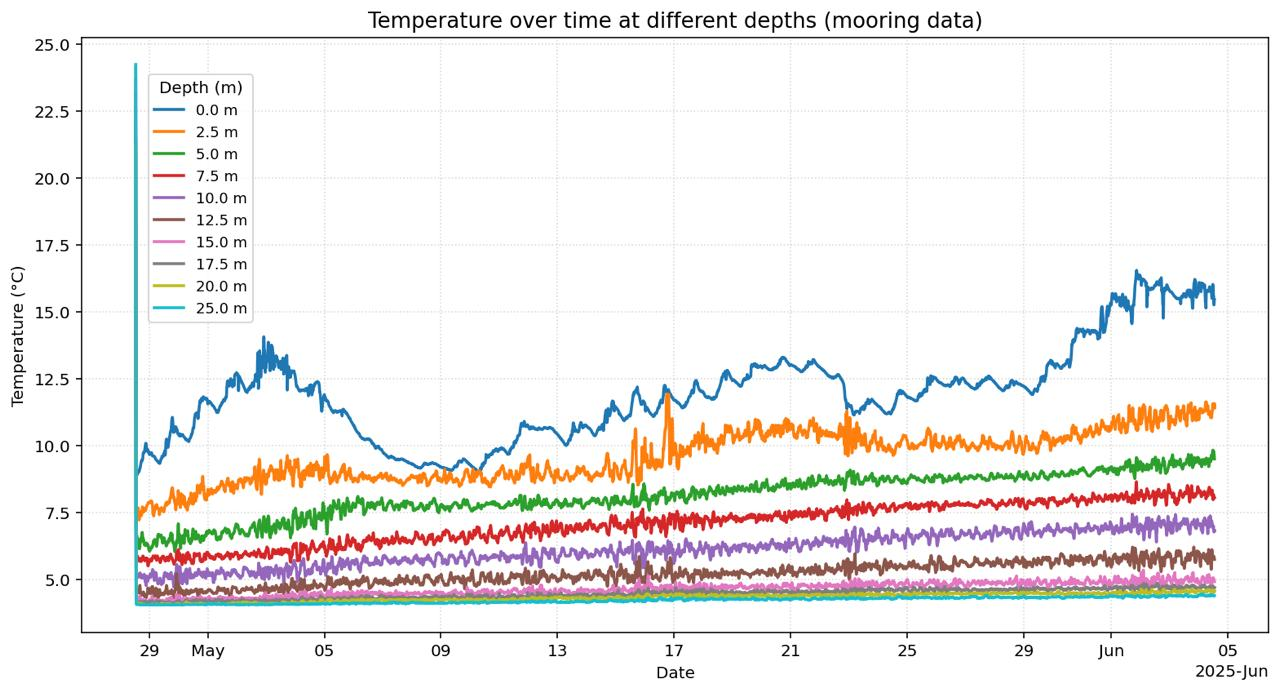 Temperature over time at different depths (mooring data)
Temperature (°C)
25.0
22.5
20.0
17.5
15.0
12.5
10.0
7.5
5.0
Depth (m)
0.0 m
2.5 m
5.0 m
7.5 m
10.0 m
12.5 m
15.0 m
17.5 m
20.0 m
25.0 m
29 May 05 09 13 17 21 25 29 Jun 05
Date
2025-Jun